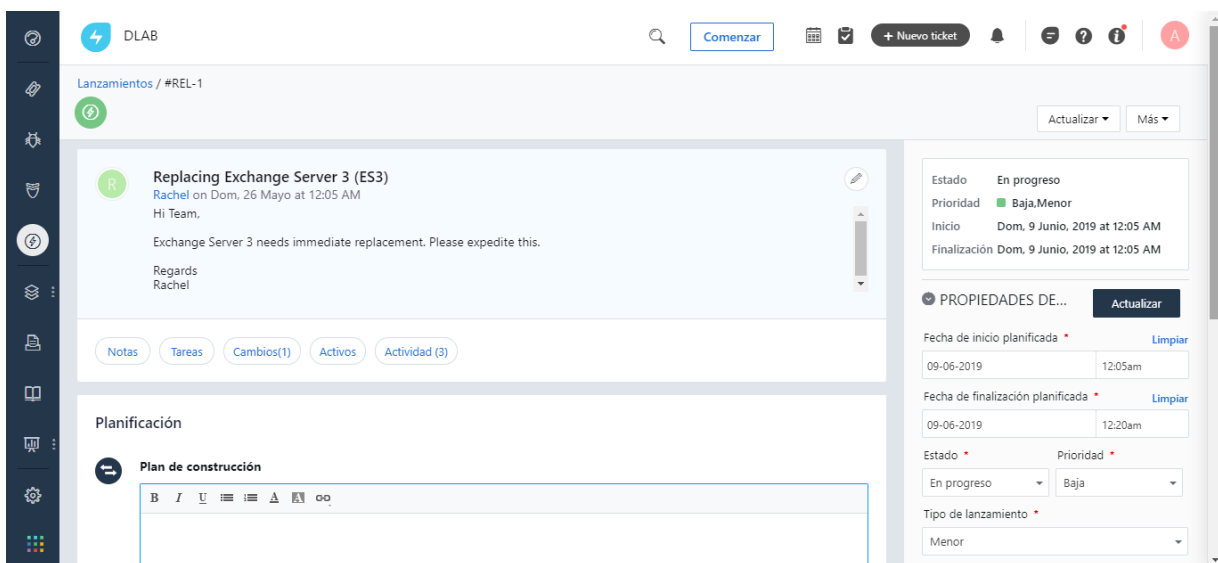 DLAB
Comenzar
+ Nuevo ticket
A
Lanzamientos / #REL-1
Actualizar
Más
R
Replacing Exchange Server 3 (ES3)
Rachel on Dom, 26 Mayo at 12:05 AM
Hi Team,
Exchange Server 3 needs immediate replacement. Please expedite this.
Regards
Rachel
Notas
Tareas
Cambios(1)
Activos
Actividad (3)
Planificación
Plan de construcción
B I U A A
Estado En progreso
Prioridad Baja,Menor
Inicio Dom, 9 Junio, 2019 at 12:05 AM
Finalización Dom, 9 Junio, 2019 at 12:05 AM
PROPIEDADES DE...
Actualizar
Fecha de inicio planificada *
Limpiar
09-06-2019 12:05am
Fecha de finalización planificada *
Limpiar
09-06-2019 12:20am
Estado * Prioridad *
En progreso Baja
Tipo de lanzamiento *
Menor